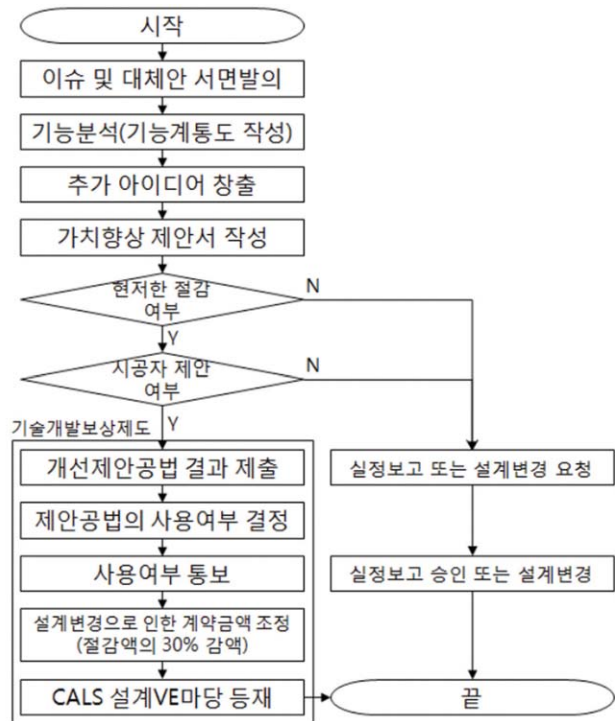 시작
이슈 및 대체안 서면발의
기능분석(기능계통도 작성)
추가 아이디어 창출
가치향상 제안서 작성
현저한 절감
여부
N
Y
시공자 제안
여부
N
Y
기술개발보상제도
개선제안공법 결과 제출
제안공법의 사용여부 결정
사용여부 통보
설계변경으로 인한 계약금액 조정
(절감액의 30% 감액)
CALS 설계VE마당 등재
실정보고 또는 설계변경 요청
실정보고 승인 또는 설계변경
끝